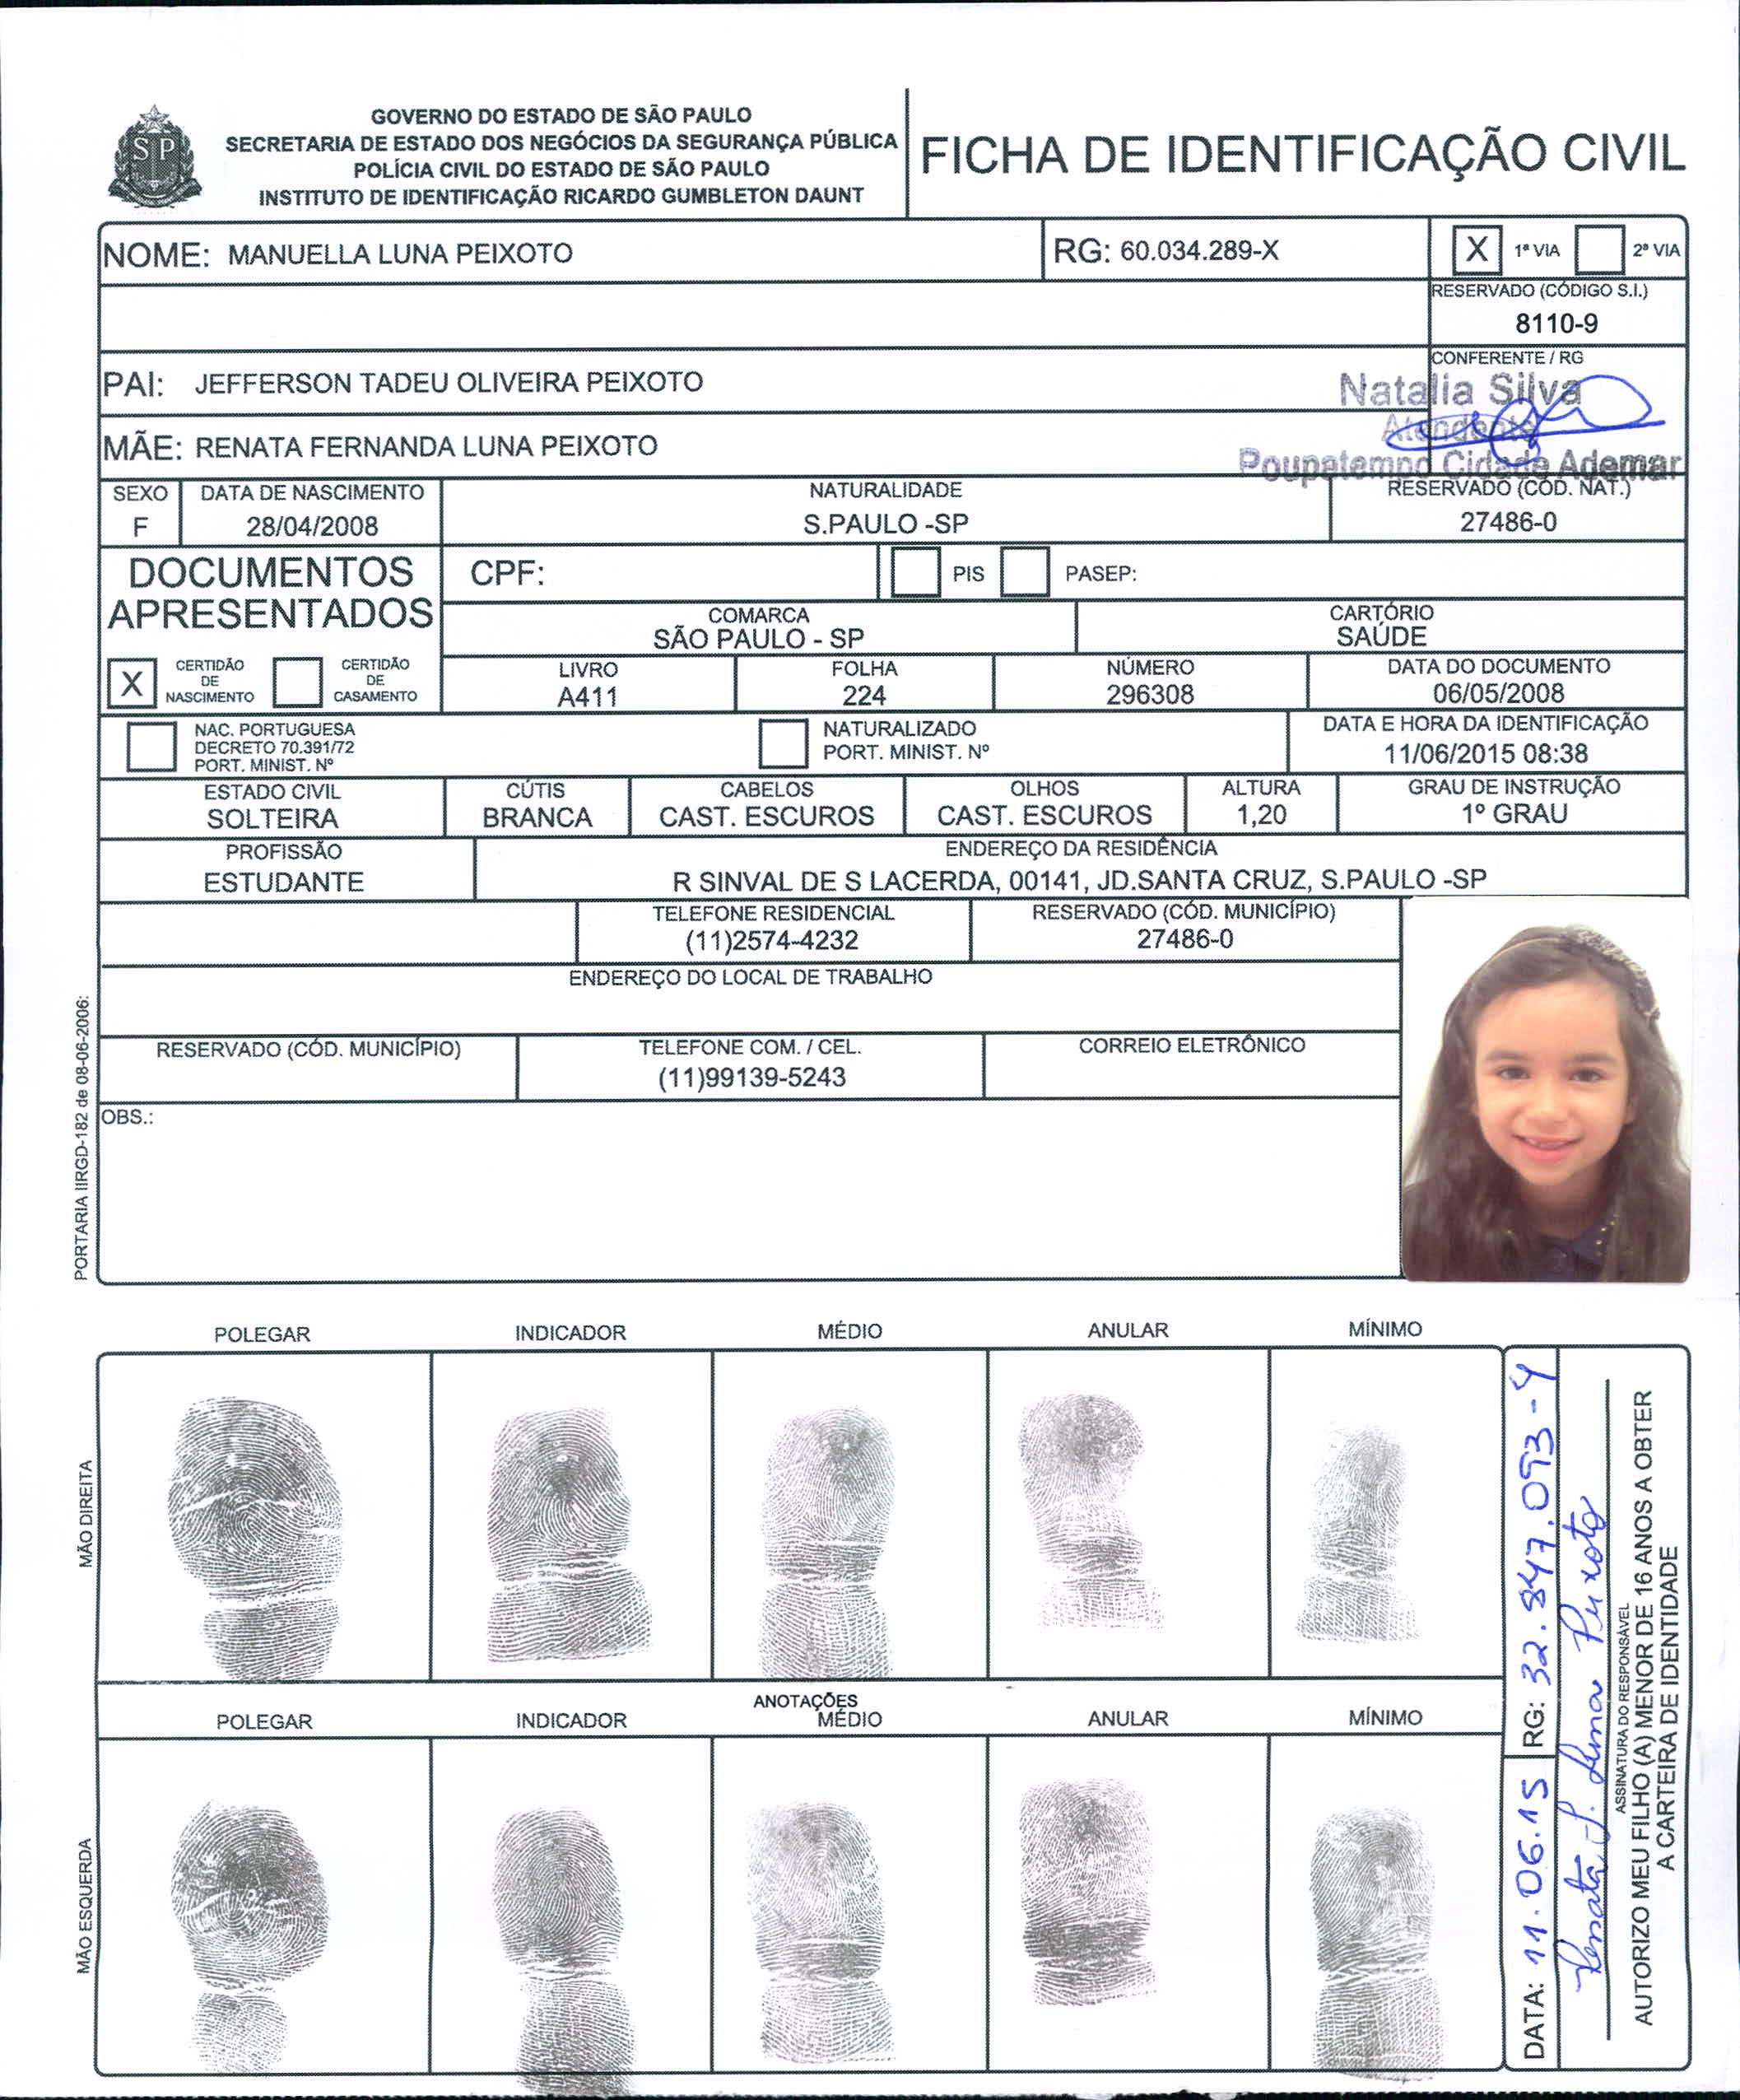 GOVERNO DO ESTADO DE SÃO PAULO
SECRETARIA DE ESTADO DOS NEGÓCIOS DA SEGURANÇA PÚBLICA
POLÍCIA CIVIL DO ESTADO DE SÃO PAULO
INSTITUTO DE IDENTIFICAÇÃO RICARDO GUMBLETON DAUNT
SP
FICHA DE IDENTIFICAÇÃO CIVIL
NOME: MANUELLA LUNA PEIXOTO
RG: 60.034.289-X
X 1ª VIA 2ª VIA
RESERVADO (CÓDIGO S.I.)
8110-9
PAI: JEFFERSON TADEU OLIVEIRA PEIXOTO
CONFERENTE / RG
Natalia Silva
Atendente
Poupatempo Cidade Ademar
MÃE: RENATA FERNANDA LUNA PEIXOTO
SEXO DATA DE NASCIMENTO NATURALIDADE RESERVADO (CÓD. NAT.)
F 28/04/2008 S.PAULO -SP 27486-0
DOCUMENTOS
APRESENTADOS
CPF: PIS PASEP:
COMARCA CARTÓRIO
SÃO PAULO - SP SAÚDE
X CERTIDÃO DE NASCIMENTO CERTIDÃO DE CASAMENTO
LIVRO FOLHA NÚMERO DATA DO DOCUMENTO
A411 224 296308 06/05/2008
NAC. PORTUGUESA
DECRETO 70.391/72
PORT. MINIST. Nº
NATURALIZADO
PORT. MINIST. Nº
DATA E HORA DA IDENTIFICAÇÃO
11/06/2015 08:38
ESTADO CIVIL CÚTIS CABELOS OLHOS ALTURA GRAU DE INSTRUÇÃO
SOLTEIRA BRANCA CAST. ESCUROS CAST. ESCUROS 1,20 1º GRAU
PROFISSÃO ENDEREÇO DA RESIDÊNCIA
ESTUDANTE R SINVAL DE S LACERDA, 00141, JD.SANTA CRUZ, S.PAULO -SP
TELEFONE RESIDENCIAL RESERVADO (CÓD. MUNICÍPIO)
(11)2574-4232 27486-0
ENDEREÇO DO LOCAL DE TRABALHO
RESERVADO (CÓD. MUNICÍPIO) TELEFONE COM. / CEL. CORREIO ELETRÔNICO
(11)99139-5243
OBS.:
PORTARIA IIRGD-182 de 08-06-2006:
POLEGAR INDICADOR MÉDIO ANULAR MÍNIMO
MÃO DIREITA
ANOTAÇÕES
POLEGAR INDICADOR MÉDIO ANULAR MÍNIMO
MÃO ESQUERDA
DATA: 11.06.15 RG: 32.847.093-4
Renata F. Luna Peixoto
ASSINATURA DO RESPONSÁVEL
AUTORIZO MEU FILHO (A) MENOR DE 16 ANOS A OBTER
A CARTEIRA DE IDENTIDADE